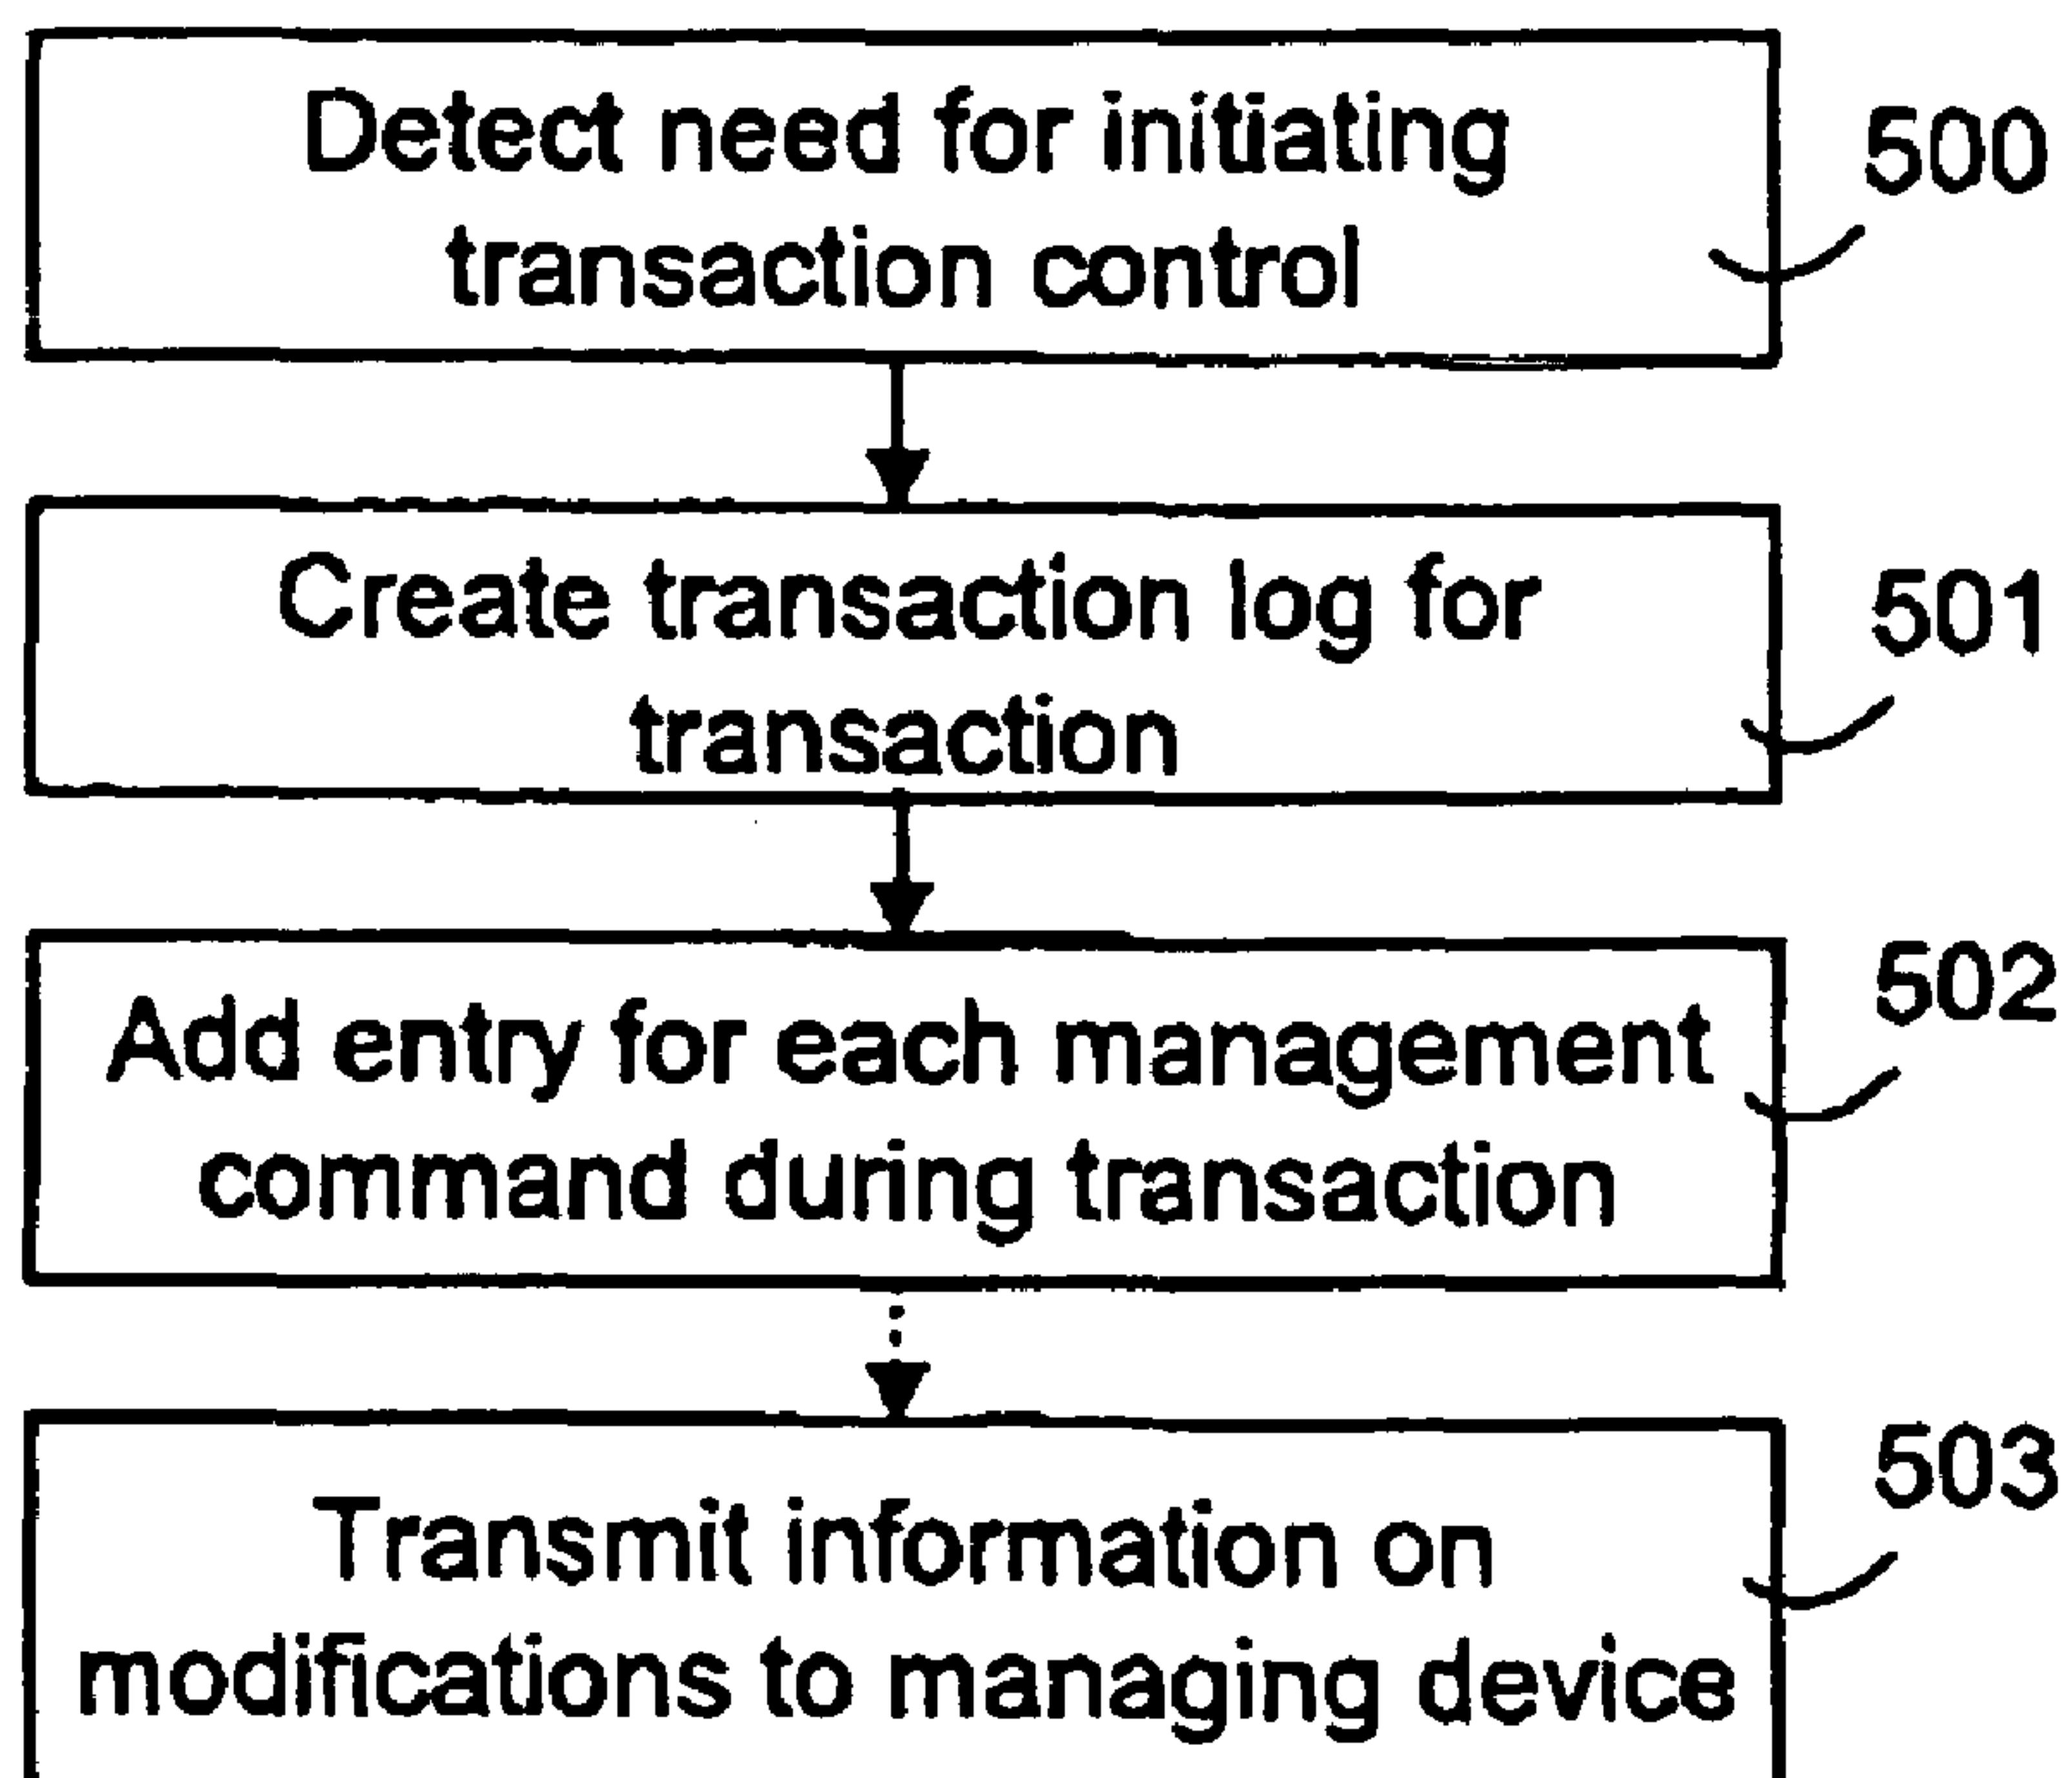 Detect need for initiating
transaction control
500
Create transaction log for
transaction
501
Add entry for each management
command during transaction
502
Transmit information on
modifications to managing device
503